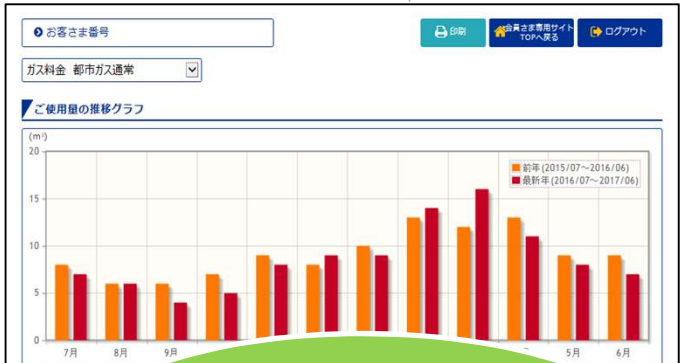 お客さま番号
印刷
会員さま専用サイト
TOPへ戻る
ログアウト
ガス料金 都市ガス通常
ご使用量の推移グラフ
(m³)
20
前年(2015/07～2016/06)
最新年(2016/07～2017/06)
15
10
5
0
7月 8月 9月 5月 6月